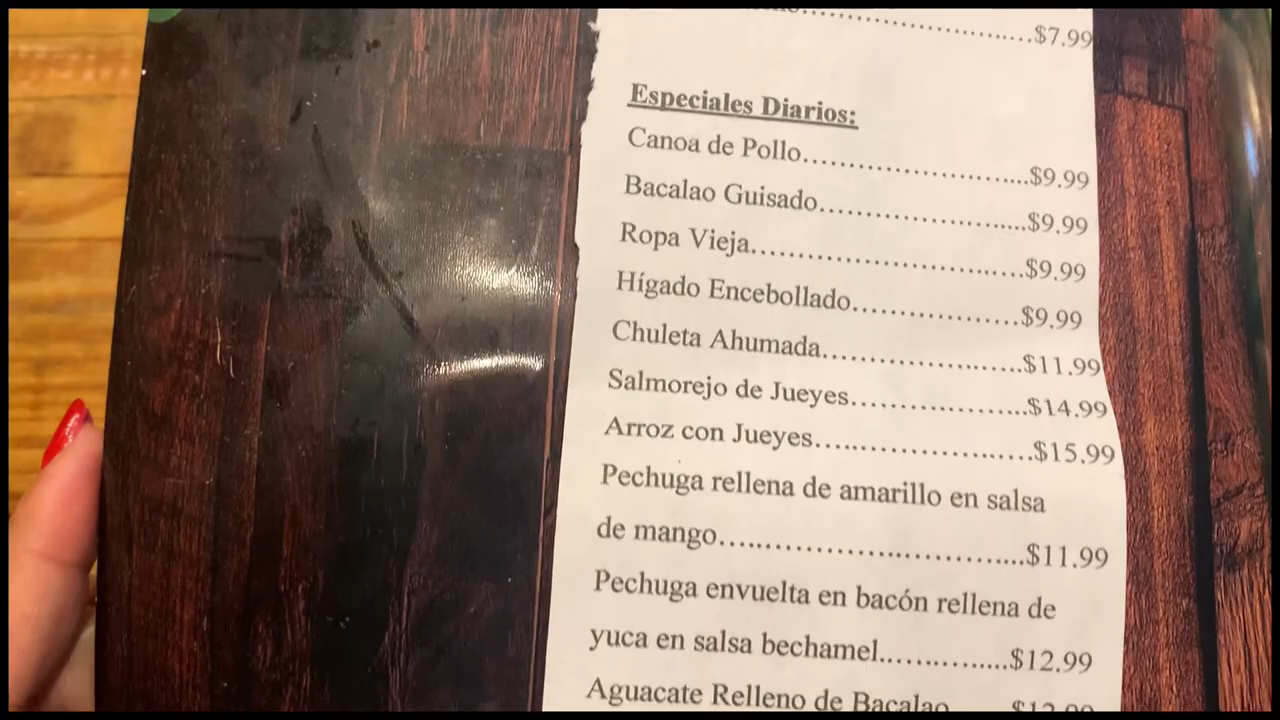 $7.99
Especiales Diarios:
Canoa de Pollo..............................$9.99
Bacalao Guisado............................$9.99
Ropa Vieja...................................$9.99
Hígado Encebollado......................$9.99
Chuleta Ahumada..........................$11.99
Salmorejo de Jueyes......................$14.99
Arroz con Jueyes...........................$15.99
Pechuga rellena de amarillo en salsa
de mango.....................................$11.99
Pechuga envuelta en bacón rellena de
yuca en salsa bechamel................$12.99
Aguacate Relleno de Bacalao